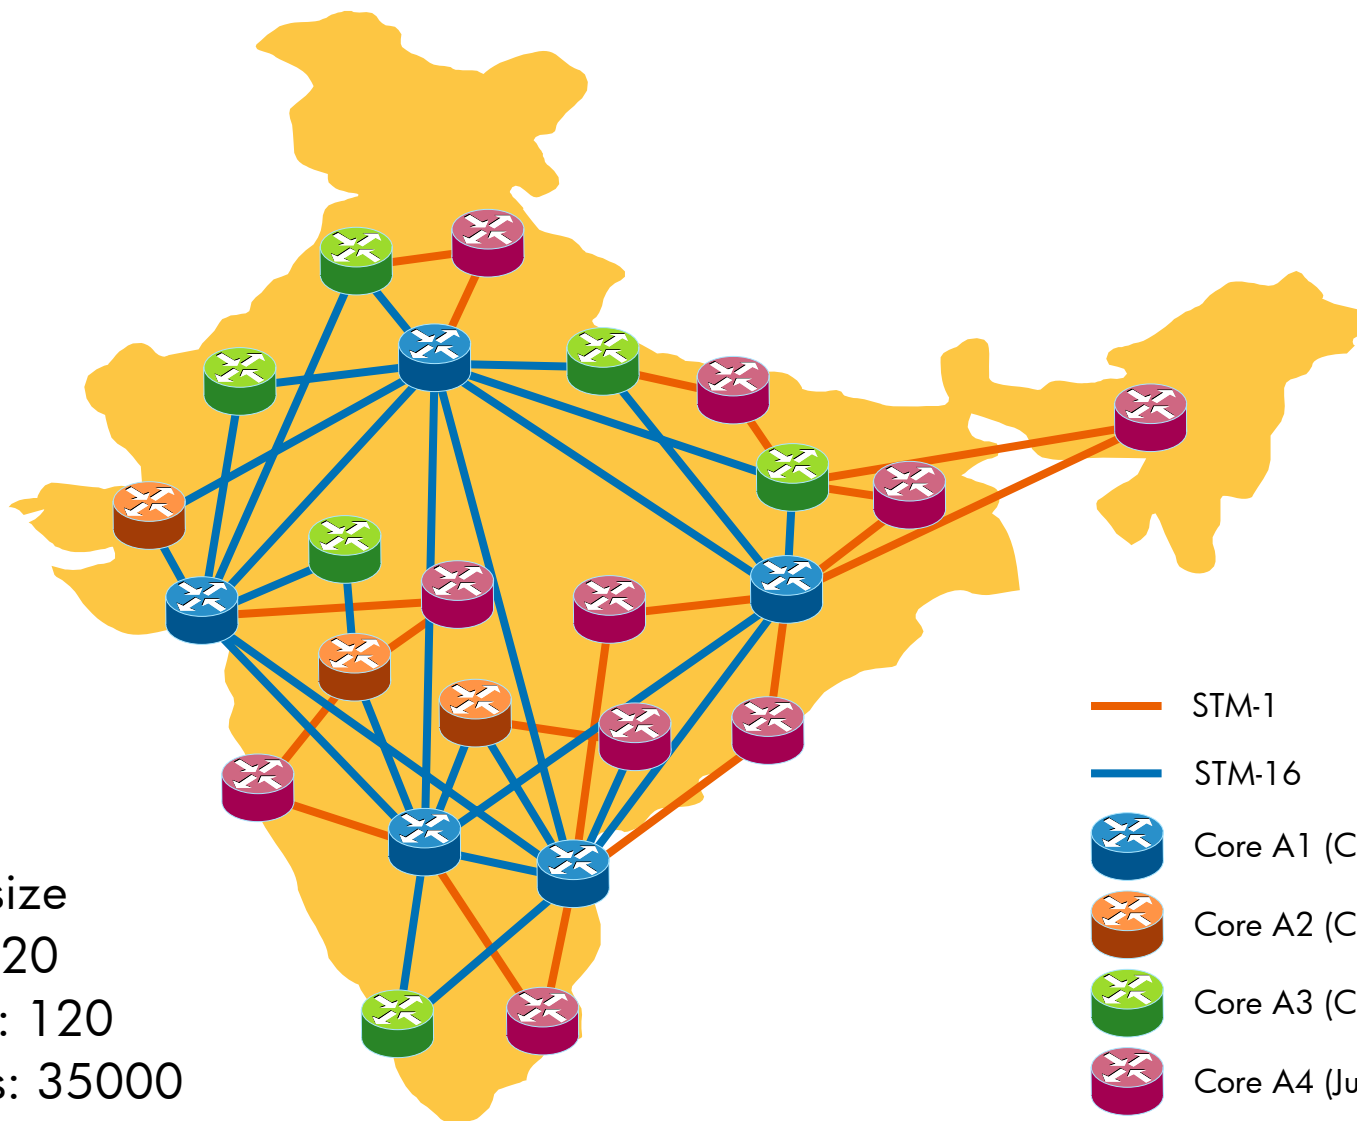 size
20
: 120
s: 35000
STM-1
STM-16
Core A1 (C
Core A2 (C
Core A3 (C
Core A4 (Ju